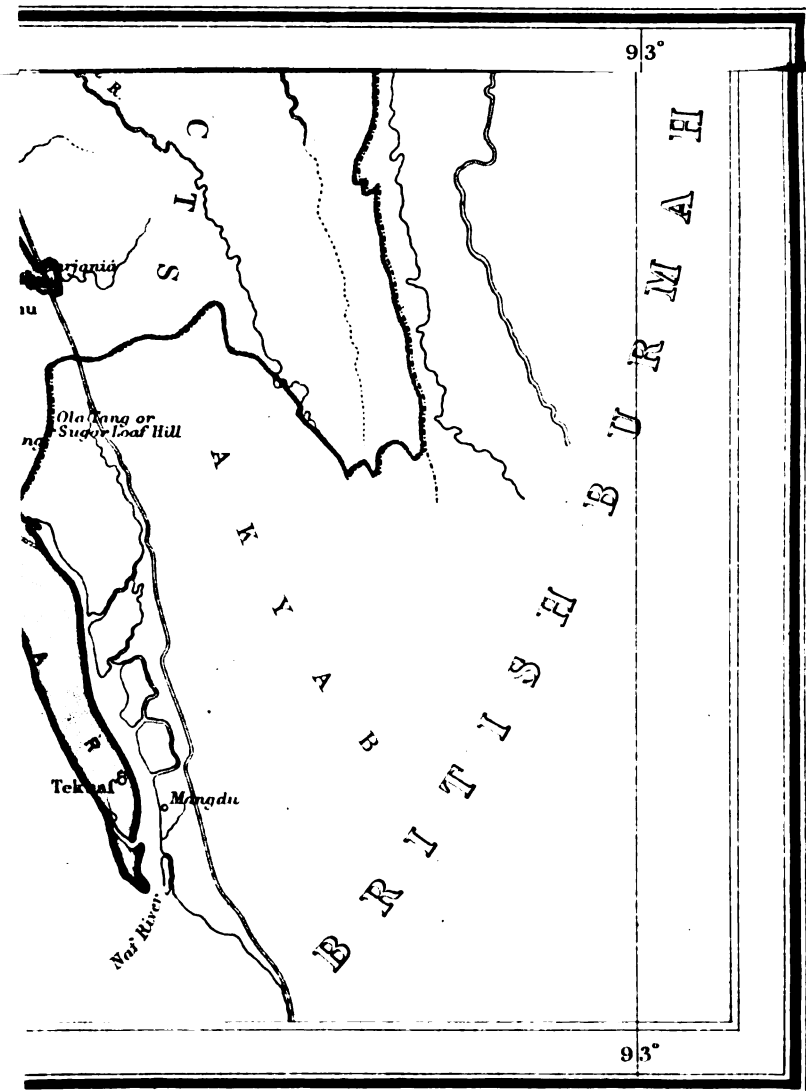 93°
R.
C T S
Ola Tang or
Sugar Loaf Hill
AKYAB
BRITISH BURMAH
A R
Teknaf
Mangdu
Naf River
93°